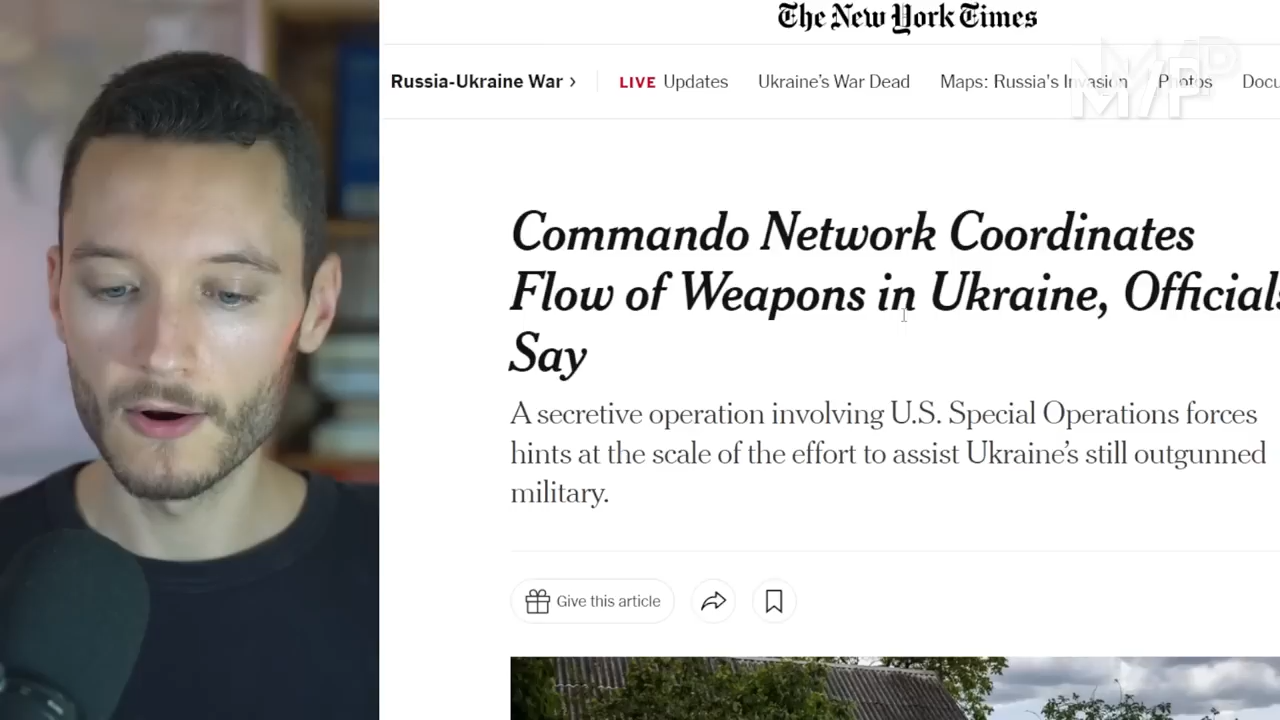 The New York Times
Russia-Ukraine War ›
LIVE Updates
Ukraine's War Dead
Maps: Russia's Invasion
Photos
Docu
M/P
Commando Network Coordinates
Flow of Weapons in Ukraine, Officials
Say
A secretive operation involving U.S. Special Operations forces
hints at the scale of the effort to assist Ukraine's still outgunned
military.
Give this article